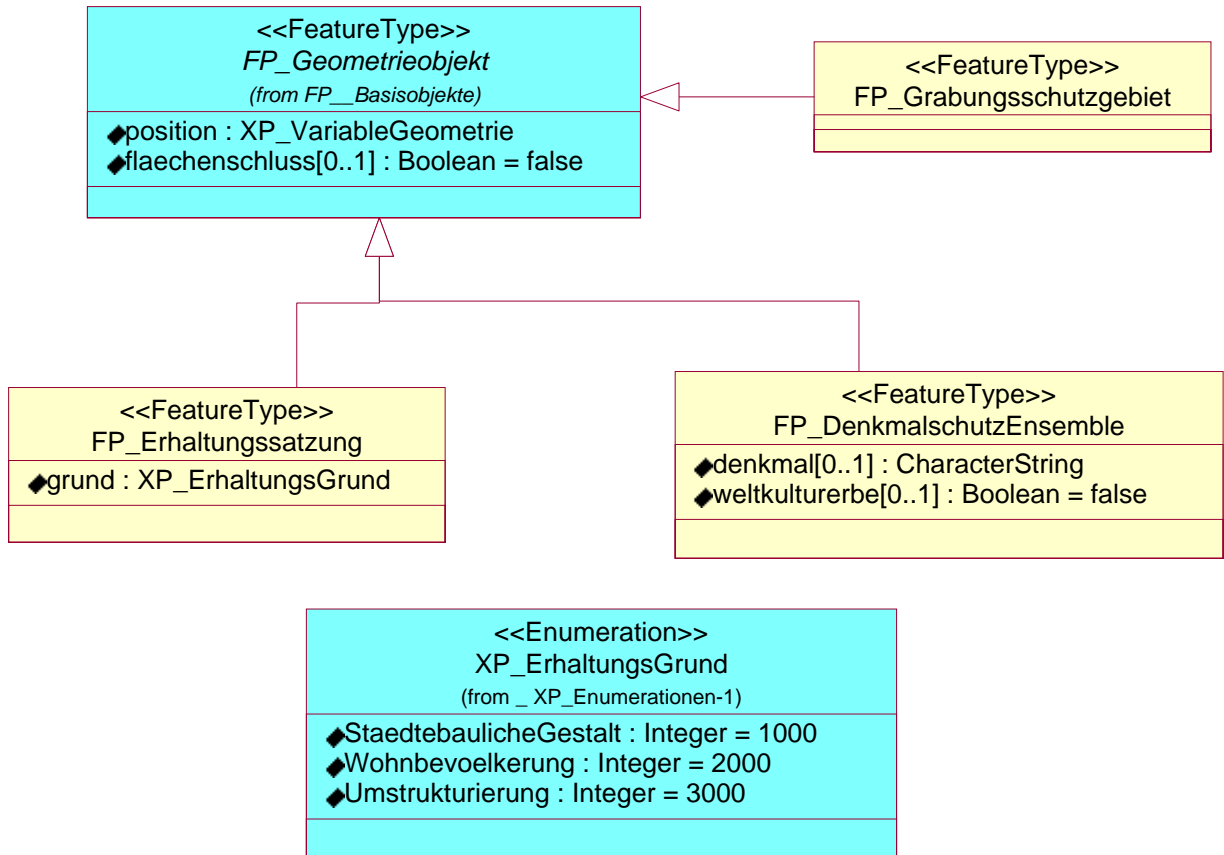 <<FeatureType>>
FP_Geometrieobjekt
(from FP__Basisobjekte)
position : XP_VariableGeometrie
flaechenschluss[0..1] : Boolean = false
<<FeatureType>>
FP_Grabungsschutzgebiet
<<FeatureType>>
FP_Erhaltungssatzung
grund : XP_ErhaltungsGrund
<<FeatureType>>
FP_DenkmalschutzEnsemble
denkmal[0..1] : CharacterString
weltkulturerbe[0..1] : Boolean = false
<<Enumeration>>
XP_ErhaltungsGrund
(from _ XP_Enumerationen-1)
StaedtebaulicheGestalt : Integer = 1000
Wohnbevoelkerung : Integer = 2000
Umstrukturierung : Integer = 3000